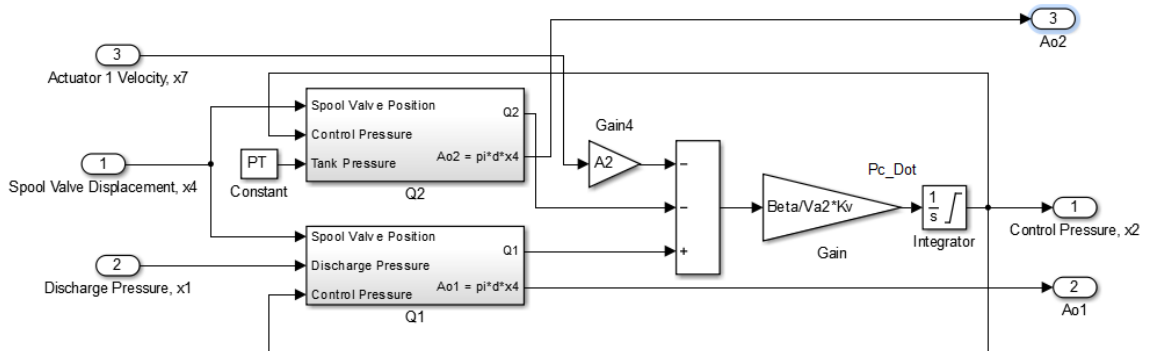 3
Ao2
3
Actuator 1 Velocity, x7
Spool Valve Position
Q2
Control Pressure
Tank Pressure
Ao2 = pi*d*x4
Q2
PT
Constant
1
Spool Valve Displacement, x4
Gain4
A2
−
−
+
Beta/Va2*Kv
Gain
Pc_Dot
1
s
Integrator
1
Control Pressure, x2
Spool Valve Position
Q1
Discharge Pressure
Control Pressure
Ao1 = pi*d*x4
Q1
2
Discharge Pressure, x1
2
Ao1